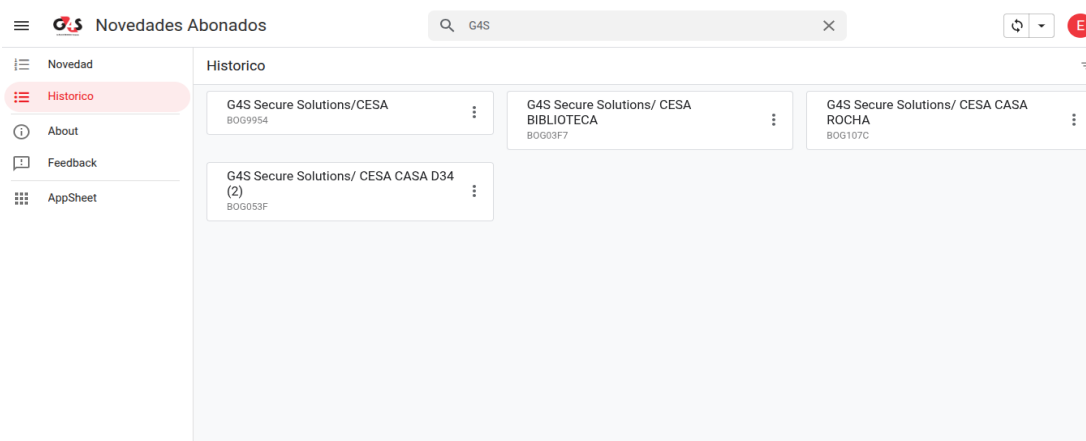 G4S
Novedades Abonados
G4S
E
Novedad
Historico
About
Feedback
AppSheet
Historico
G4S Secure Solutions/CESA
BOG9954
G4S Secure Solutions/ CESA
BIBLIOTECA
BOG03F7
G4S Secure Solutions/ CESA CASA
ROCHA
BOG107C
G4S Secure Solutions/ CESA CASA D34
(2)
BOG053F